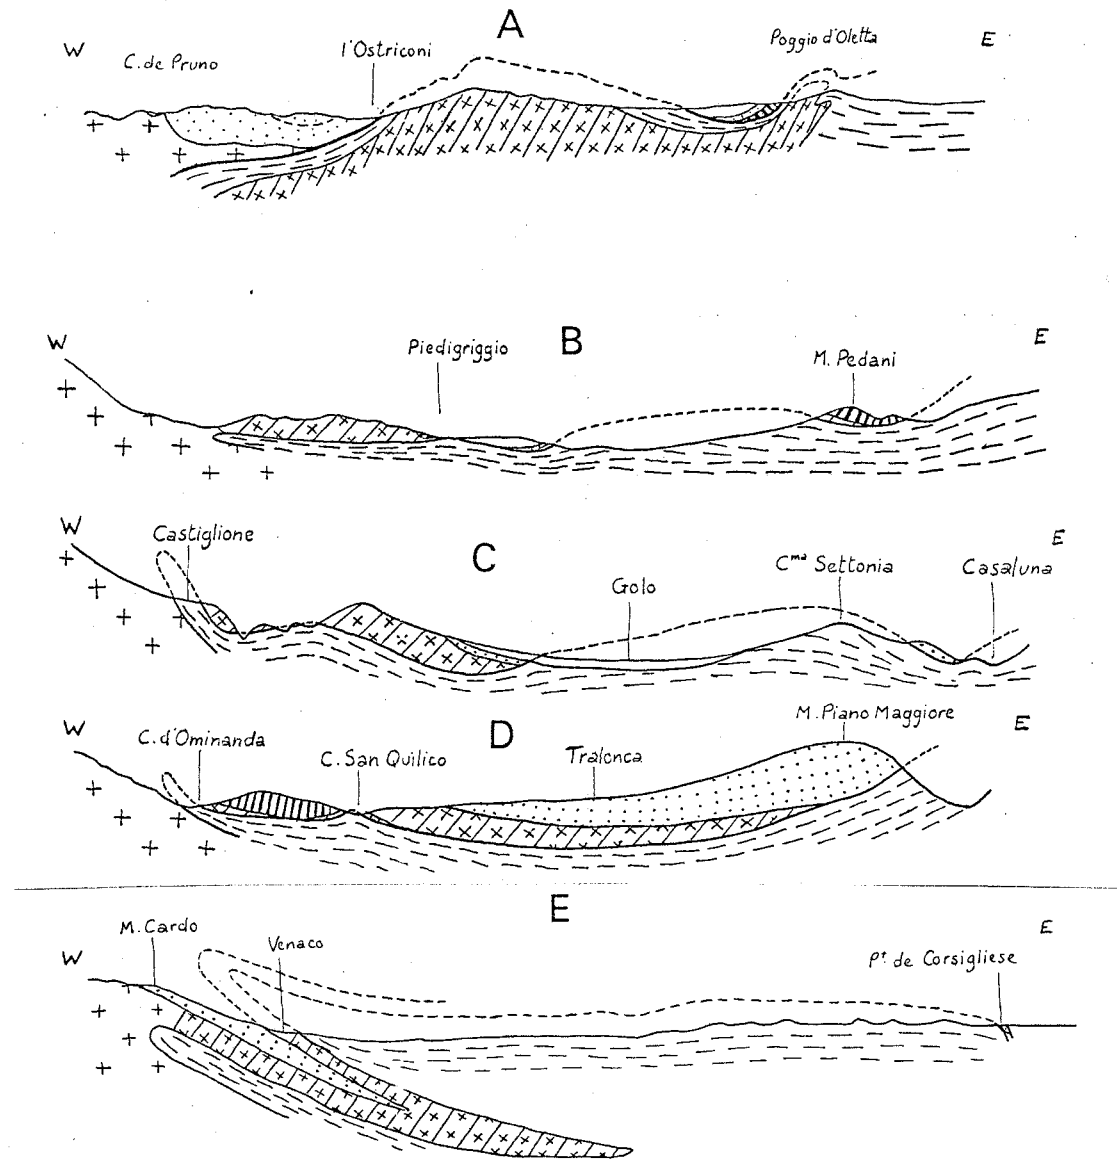 A
W
C. de Pruno
l'Ostriconi
Poggio d'Oletta
E
B
W
Piedigriggio
M. Pedani
E
C
W
Castiglione
Golo
Cma Settonia
Casaluna
E
D
W
C. d'Ominanda
C. San Quilico
Tralonca
M. Piano Maggiore
E
E
W
M. Cardo
Venaco
Pt de Corsigliese
E